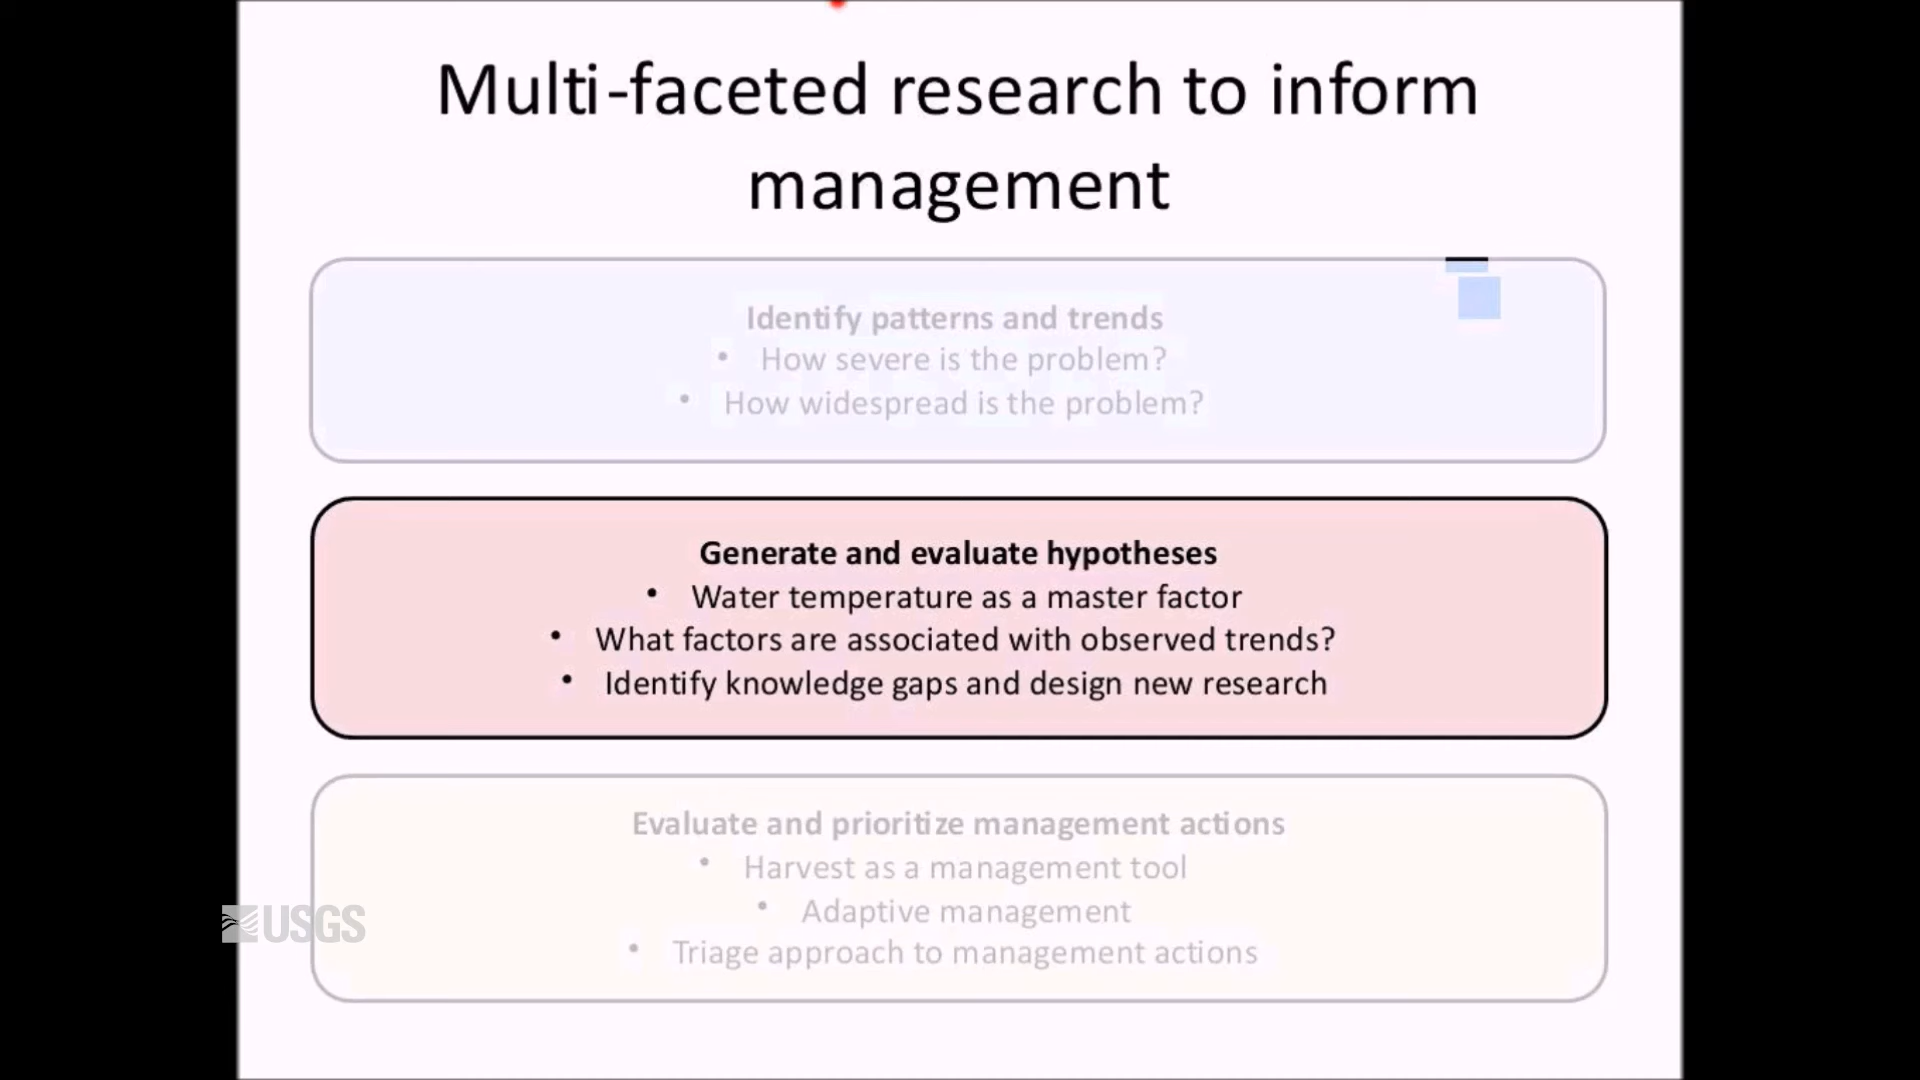 Multi-faceted research to inform
management
Identify patterns and trends
• How severe is the problem?
• How widespread is the problem?
Generate and evaluate hypotheses
• Water temperature as a master factor
• What factors are associated with observed trends?
• Identify knowledge gaps and design new research
Evaluate and prioritize management actions
• Harvest as a management tool
• Adaptive management
• Triage approach to management actions
USGS